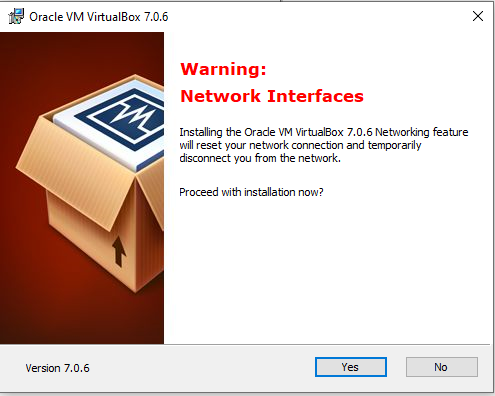 Oracle VM VirtualBox 7.0.6
Warning:
Network Interfaces
Installing the Oracle VM VirtualBox 7.0.6 Networking feature
will reset your network connection and temporarily
disconnect you from the network.
Proceed with installation now?
Version 7.0.6
Yes
No